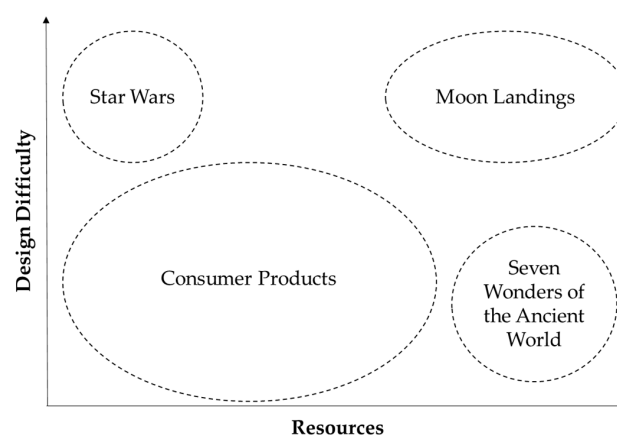 Design Difficulty
Star Wars
Moon Landings
Consumer Products
Seven
Wonders of
the Ancient
World
Resources